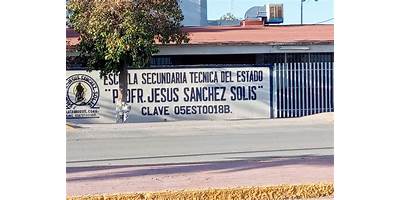 ESCUELA SECUNDARIA TECNICA DEL ESTADO
"PROFR. JESUS SANCHEZ SOLIS"
CLAVE 05EST0018B.